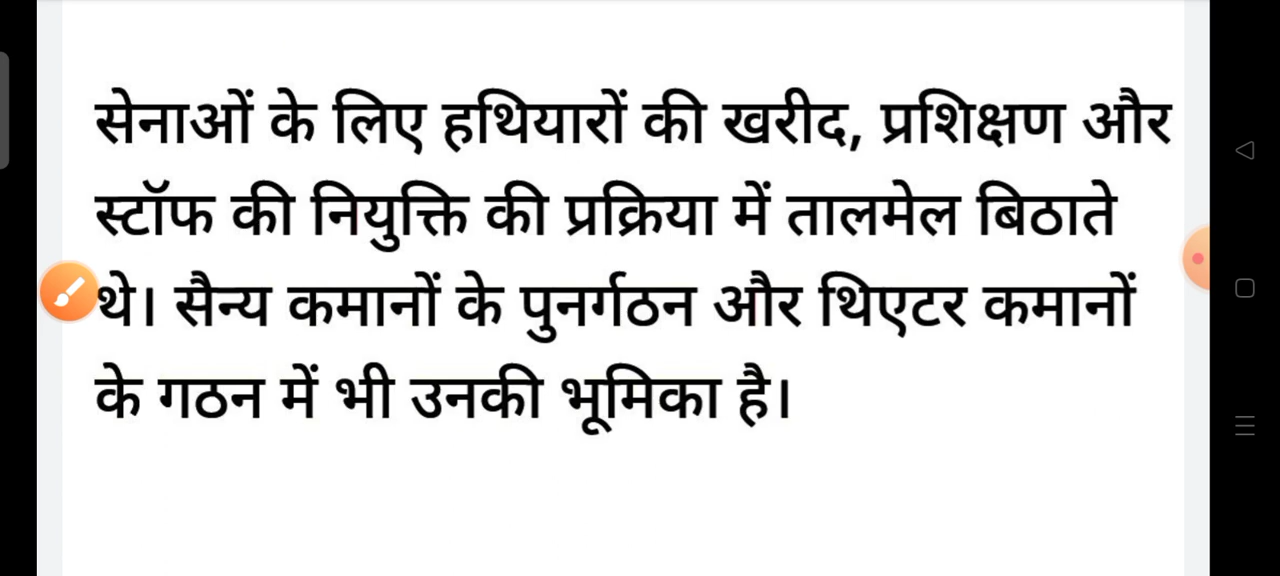 सेनाओं के लिए हथियारों की खरीद, प्रशिक्षण और
स्टॉफ की नियुक्ति की प्रक्रिया में तालमेल बिठाते
थे। सैन्य कमानों के पुनर्गठन और थिएटर कमानों
के गठन में भी उनकी भूमिका है।